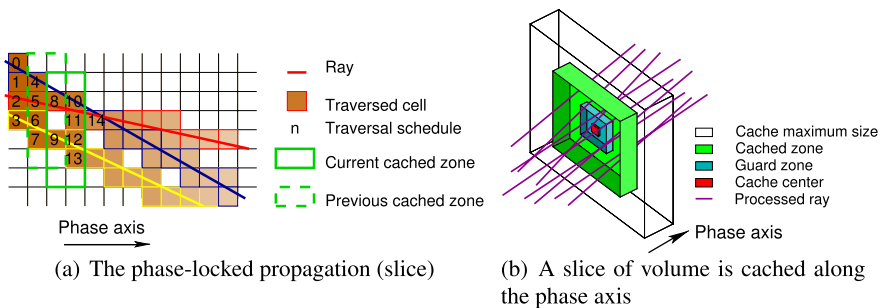 0
1 4
2 5 8 10
3 6 11 14
7 9 12
13
Phase axis
Ray
Traversed cell
n Traversal schedule
Current cached zone
Previous cached zone
(a) The phase-locked propagation (slice)
Cache maximum size
Cached zone
Guard zone
Cache center
Processed ray
Phase axis
(b) A slice of volume is cached along
the phase axis